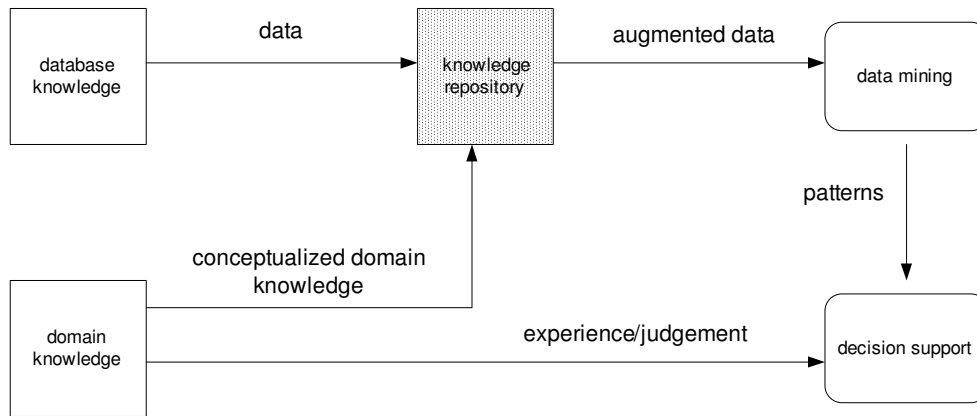 data
augmented data
database
knowledge
knowledge
repository
data mining
patterns
conceptualized domain
knowledge
experience/judgement
domain
knowledge
decision support